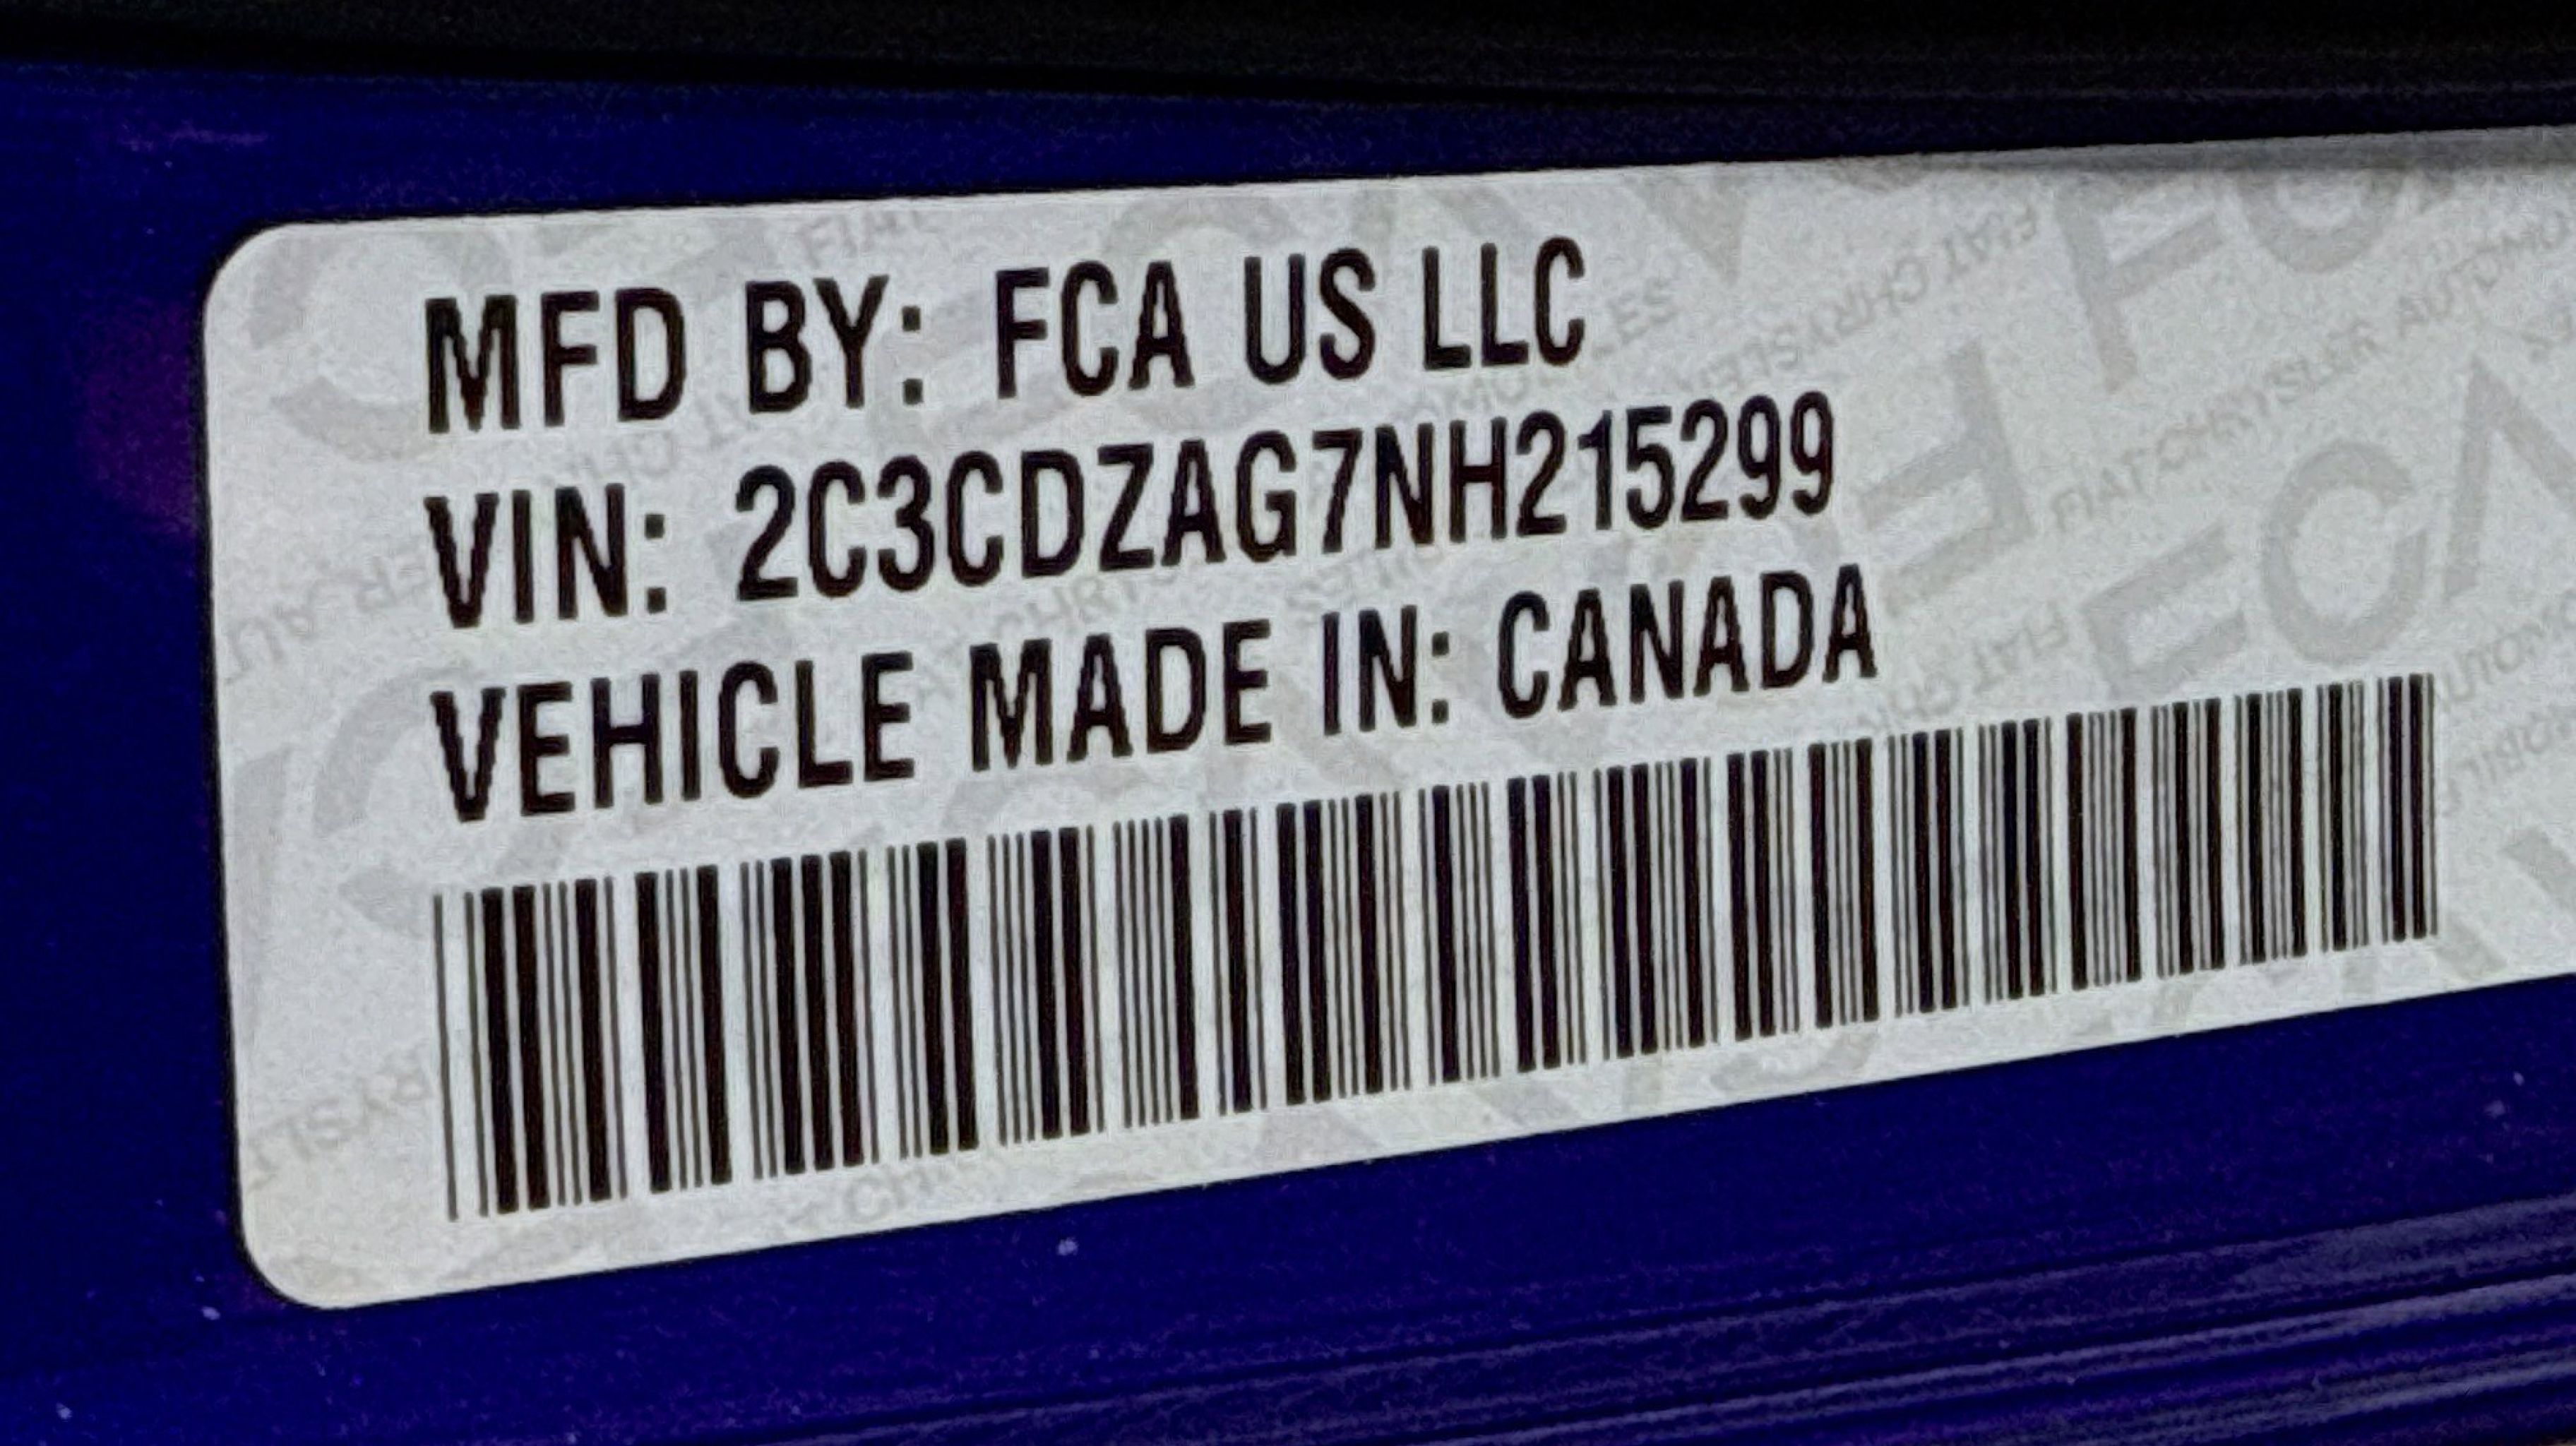 MFD BY: FCA US LLC
VIN: 2C3CDZAG7NH215299
VEHICLE MADE IN: CANADA